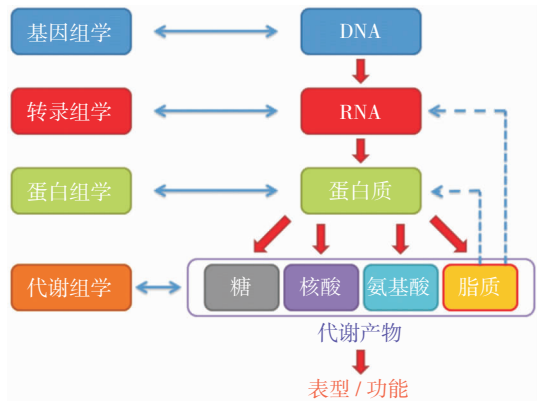 基因组学
DNA
转录组学
RNA
蛋白组学
蛋白质
代谢组学
糖
核酸
氨基酸
脂质
代谢产物
表型 / 功能